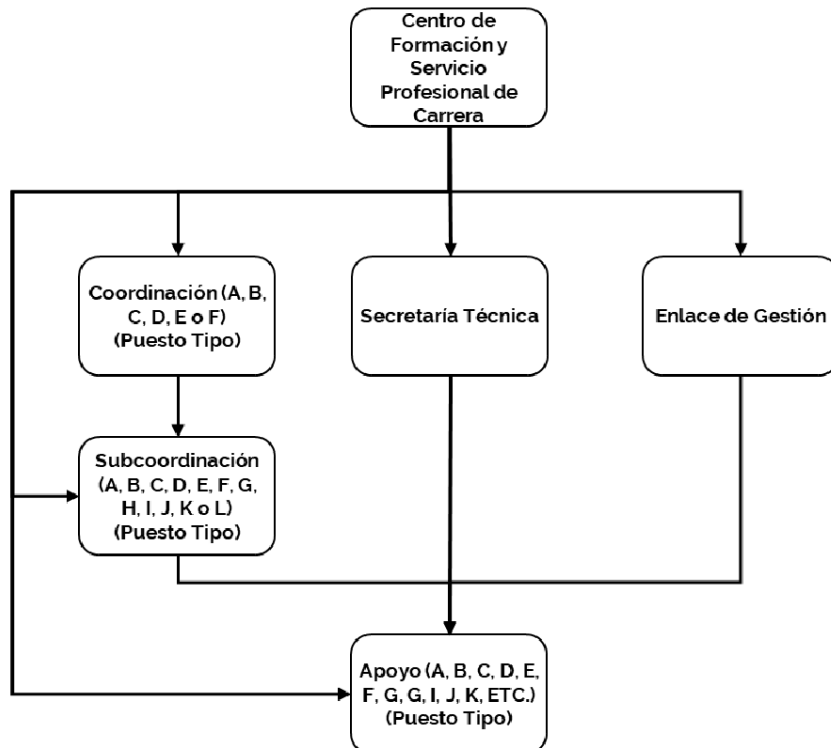 Centro de
Formación y
Servicio
Profesional de
Carrera
Coordinación (A, B,
C, D, E o F)
(Puesto Tipo)
Secretaría Técnica
Enlace de Gestión
Subcoordinación
(A, B, C, D, E, F, G,
H, I, J, K o L)
(Puesto Tipo)
Apoyo (A, B, C, D, E,
F, G, G, I, J, K, ETC.)
(Puesto Tipo)